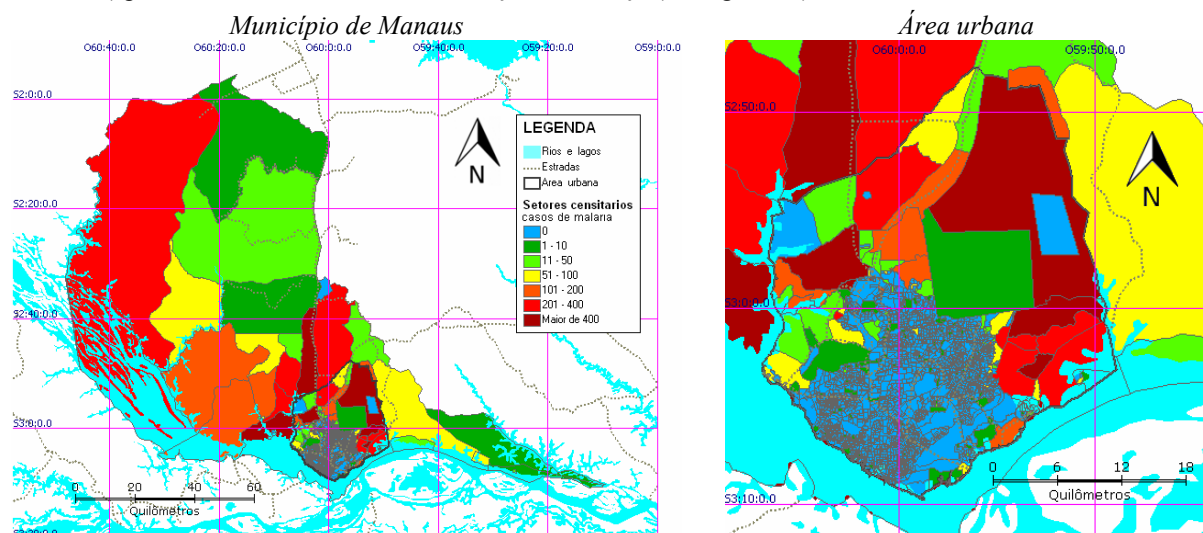 Município de Manaus
Área urbana
O60:40:0.0
O60:20:0.0
O60:0:0.0
O59:40:0.0
O59:20:0.0
O59:0:0.0
S2:0:0.0
S2:20:0.0
S2:40:0.0
S3:0:0.0
S3:20:0.0
N
LEGENDA
Rios e lagos
Estradas
Area urbana
Setores censitarios
casos de malaria
0
1 - 10
11 - 50
51 - 100
101 - 200
201 - 400
Maior de 400
0 20 40 60
Quilômetros
O60:0:0.0
O59:50:0.0
S2:50:0.0
S3:0:0.0
S3:10:0.0
N
0 6 12 18
Quilômetros